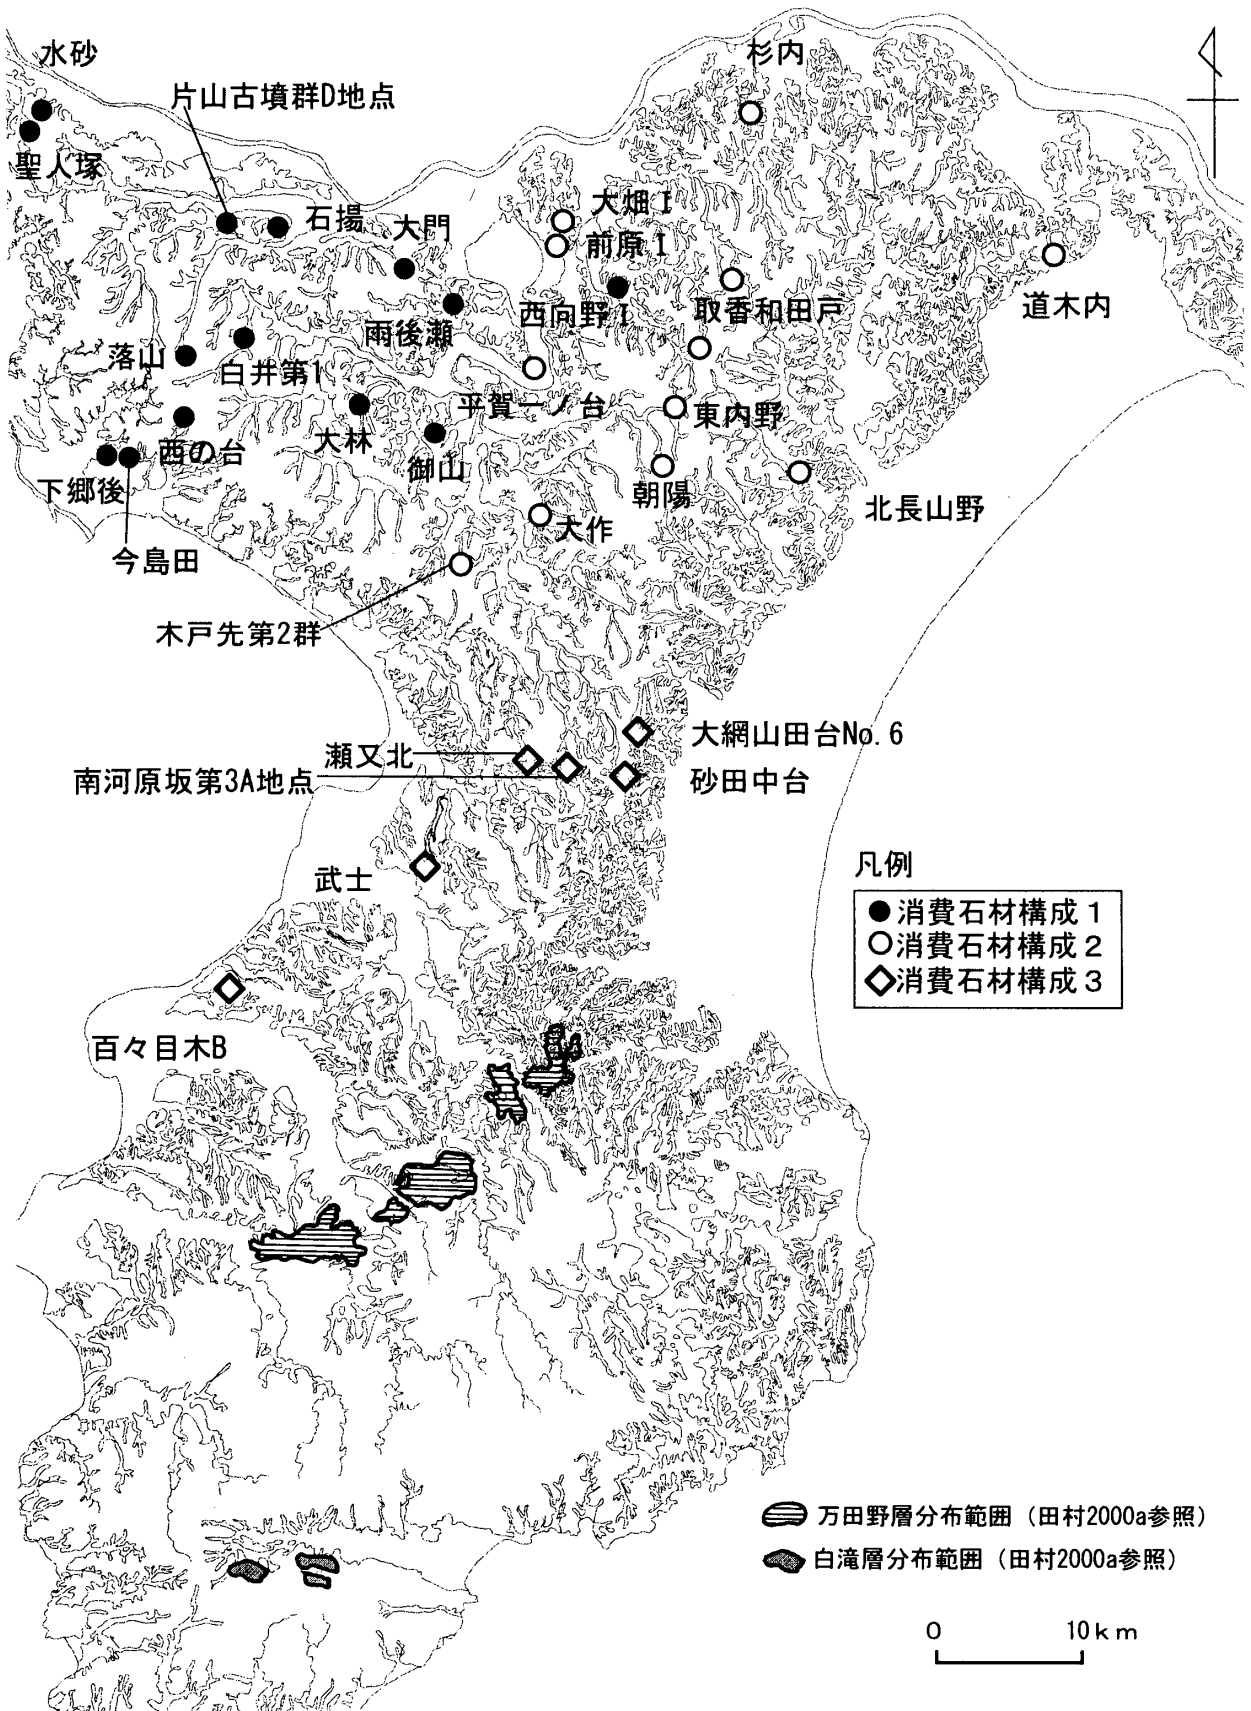 水砂
杉内
片山古墳群D地点
聖人塚
大畑Ⅰ
石揚
大門
前原Ⅰ
道木内
西向野Ⅰ
取香和田戸
雨後瀬
落山
白井第1
平賀一ノ台
東内野
大林
西の台
御山
下郷後
朝陽
北長山野
大作
今島田
木戸先第2群
大網山田台No.6
瀬又北
南河原坂第3A地点
砂田中台
武士
凡例
消費石材構成1
消費石材構成2
消費石材構成3
百々目木B
万田野層分布範囲（田村2000a参照）
白滝層分布範囲（田村2000a参照）
0 10km